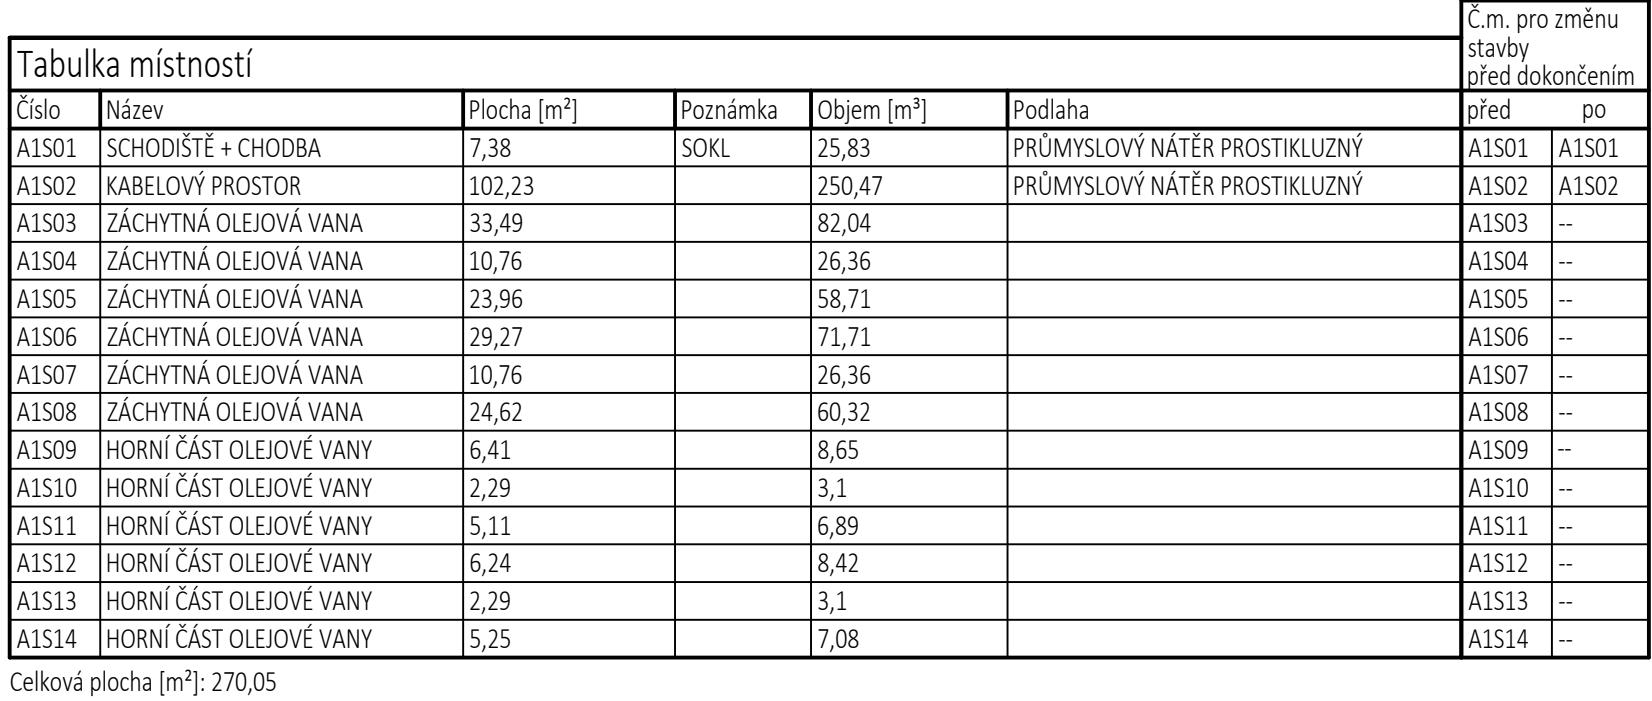 Č.m. pro změnu
stavby
před dokončením
Tabulka místností
Číslo Název Plocha [m²] Poznámka Objem [m³] Podlaha před po
A1S01 SCHODIŠTĚ + CHODBA 7,38 SOKL 25,83 PRŮMYSLOVÝ NÁTĚR PROSTIKLUZNÝ A1S01 A1S01
A1S02 KABELOVÝ PROSTOR 102,23 250,47 PRŮMYSLOVÝ NÁTĚR PROSTIKLUZNÝ A1S02 A1S02
A1S03 ZÁCHYTNÁ OLEJOVÁ VANA 33,49 82,04 A1S03 --
A1S04 ZÁCHYTNÁ OLEJOVÁ VANA 10,76 26,36 A1S04 --
A1S05 ZÁCHYTNÁ OLEJOVÁ VANA 23,96 58,71 A1S05 --
A1S06 ZÁCHYTNÁ OLEJOVÁ VANA 29,27 71,71 A1S06 --
A1S07 ZÁCHYTNÁ OLEJOVÁ VANA 10,76 26,36 A1S07 --
A1S08 ZÁCHYTNÁ OLEJOVÁ VANA 24,62 60,32 A1S08 --
A1S09 HORNÍ ČÁST OLEJOVÉ VANY 6,41 8,65 A1S09 --
A1S10 HORNÍ ČÁST OLEJOVÉ VANY 2,29 3,1 A1S10 --
A1S11 HORNÍ ČÁST OLEJOVÉ VANY 5,11 6,89 A1S11 --
A1S12 HORNÍ ČÁST OLEJOVÉ VANY 6,24 8,42 A1S12 --
A1S13 HORNÍ ČÁST OLEJOVÉ VANY 2,29 3,1 A1S13 --
A1S14 HORNÍ ČÁST OLEJOVÉ VANY 5,25 7,08 A1S14 --
Celková plocha [m²]: 270,05